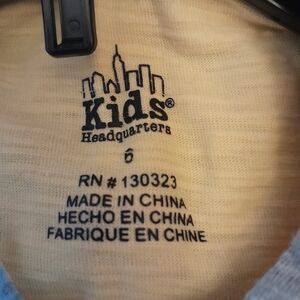 Kids®
Headquarters
6
RN # 130323
MADE IN CHINA
HECHO EN CHINA
FABRIQUE EN CHINE